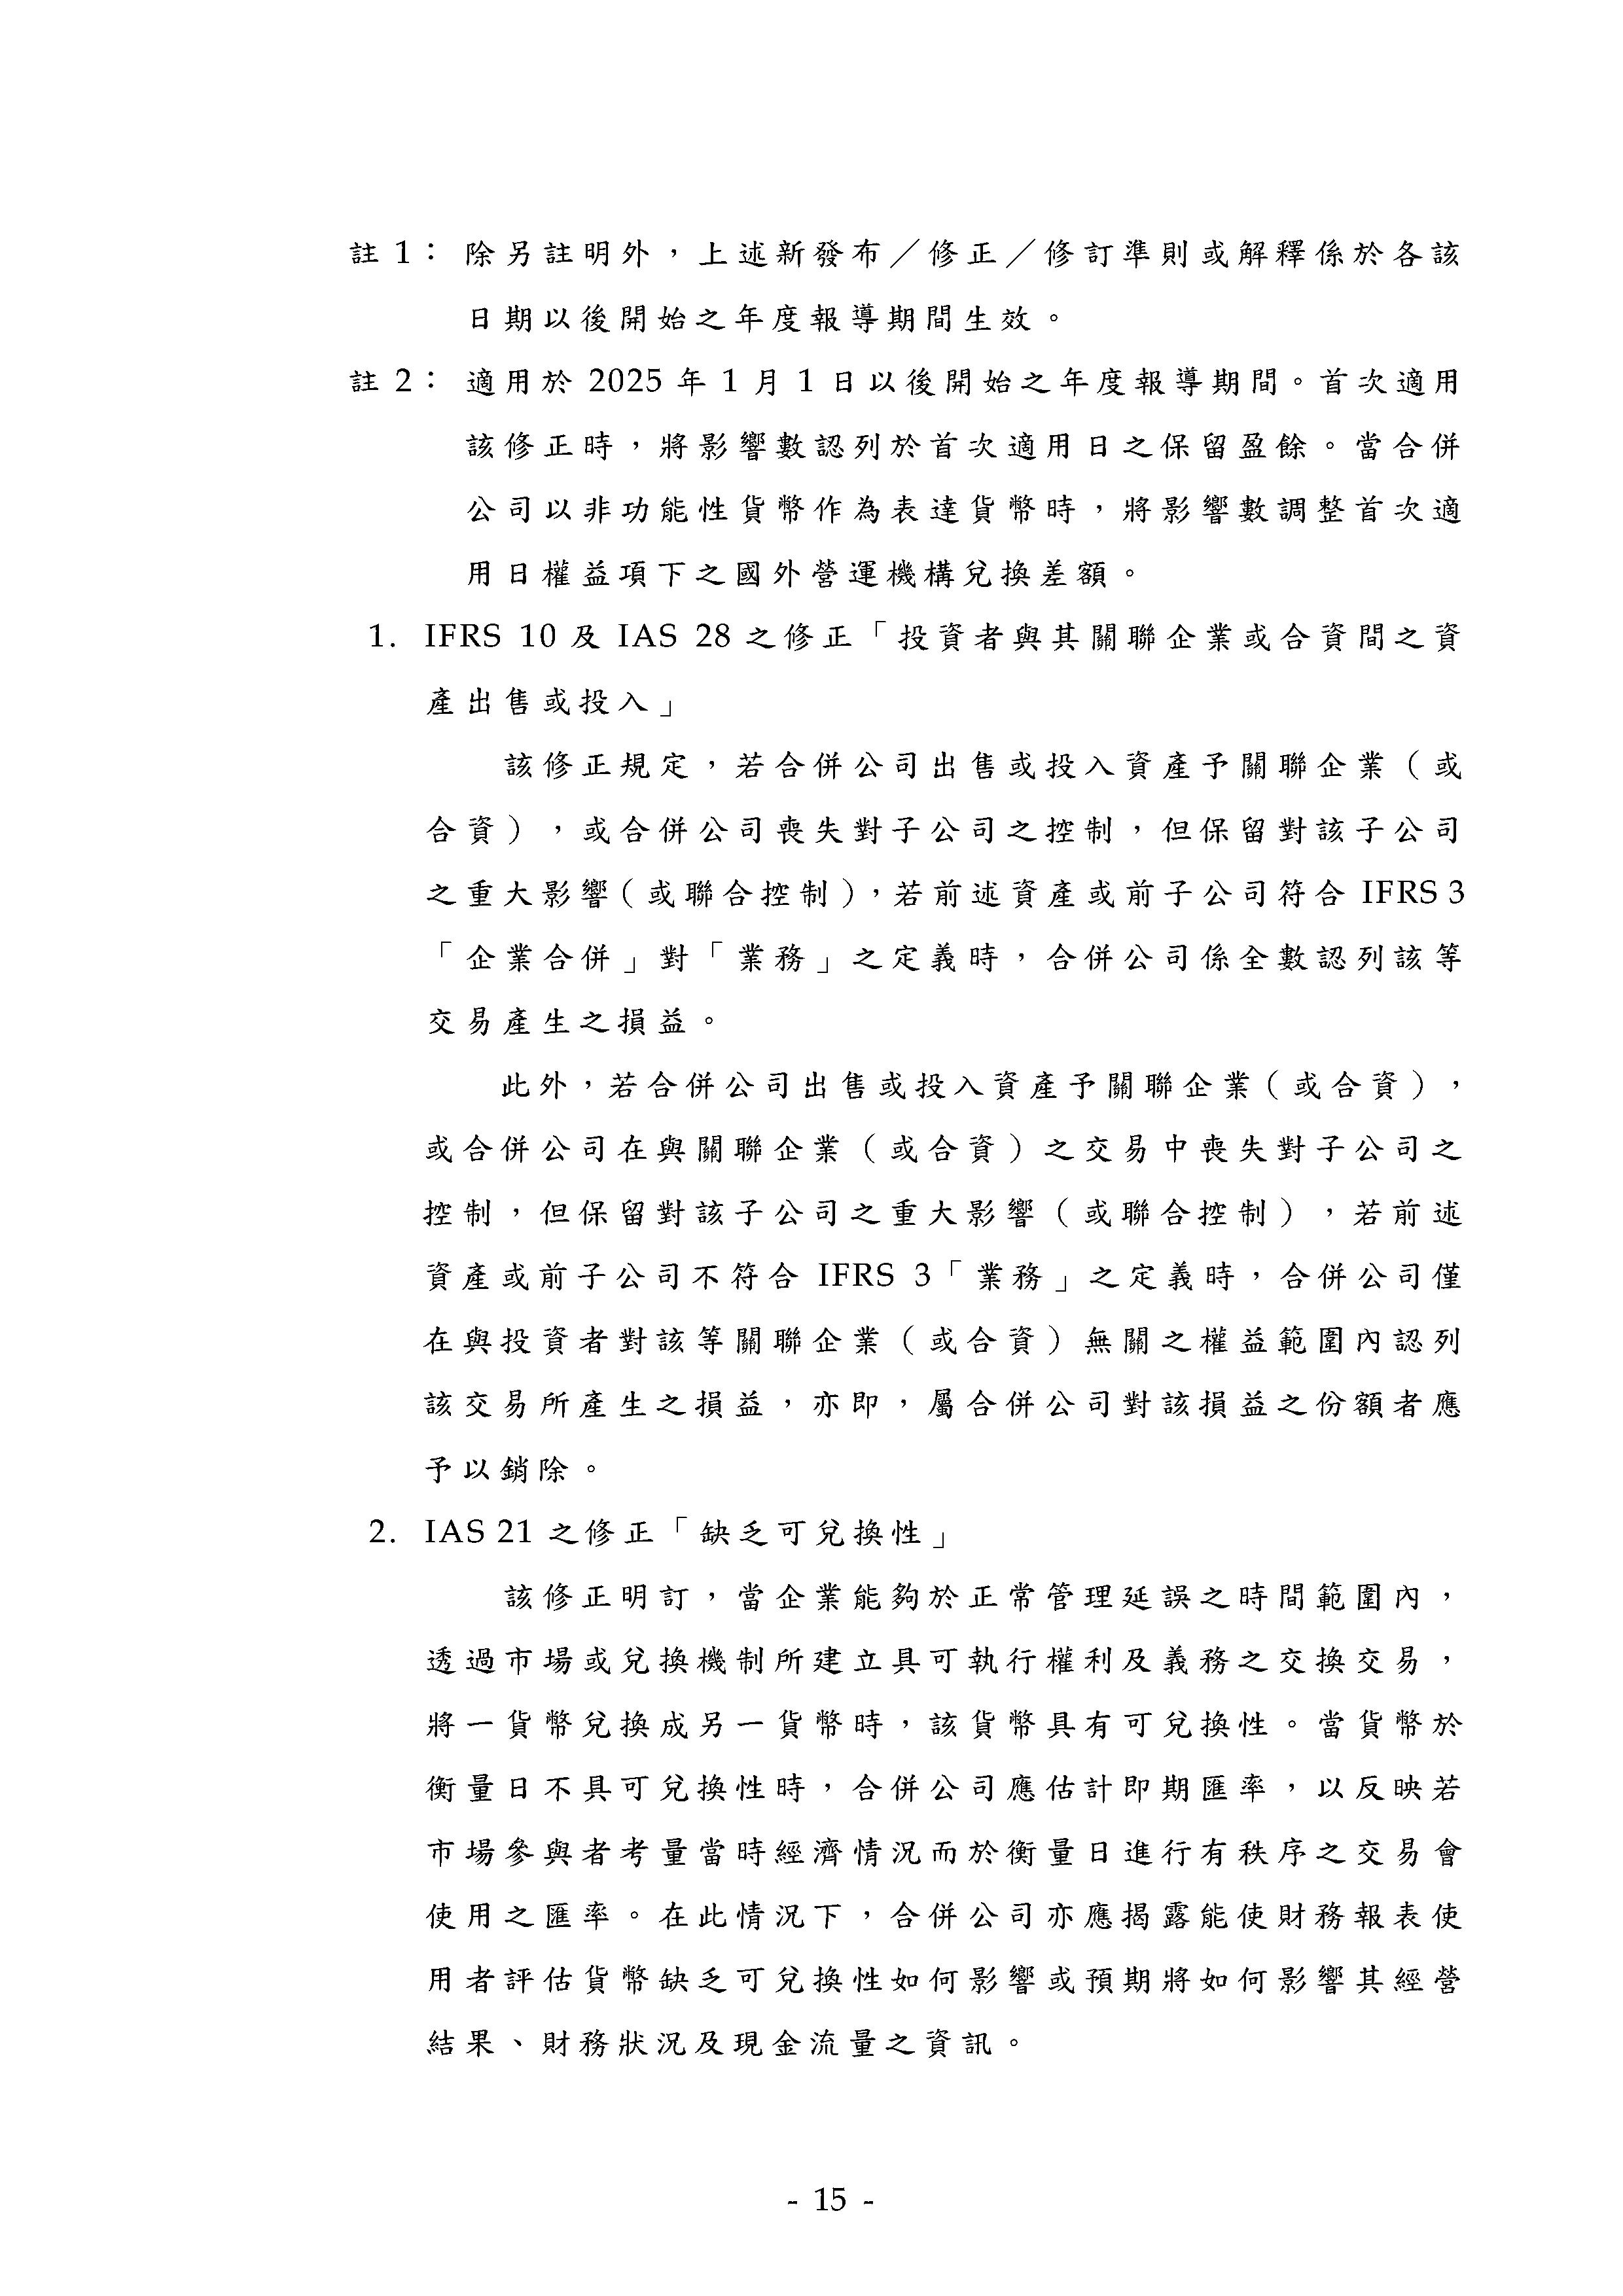 註 1： 除另註明外，上述新發布／修正／修訂準則或解釋係於各該
日期以後開始之年度報導期間生效。
註 2： 適用於 2025 年 1 月 1 日以後開始之年度報導期間。首次適用
該修正時，將影響數認列於首次適用日之保留盈餘。當合併
公司以非功能性貨幣作為表達貨幣時，將影響數調整首次適
用日權益項下之國外營運機構兌換差額。
1. IFRS 10 及 IAS 28 之修正「投資者與其關聯企業或合資間之資
產出售或投入」
該修正規定，若合併公司出售或投入資產予關聯企業（或
合資），或合併公司喪失對子公司之控制，但保留對該子公司
之重大影響（或聯合控制），若前述資產或前子公司符合 IFRS 3
「企業合併」對「業務」之定義時，合併公司係全數認列該等
交易產生之損益。
此外，若合併公司出售或投入資產予關聯企業（或合資），
或合併公司在與關聯企業（或合資）之交易中喪失對子公司之
控制，但保留對該子公司之重大影響（或聯合控制），若前述
資產或前子公司不符合 IFRS 3「業務」之定義時，合併公司僅
在與投資者對該等關聯企業（或合資）無關之權益範圍內認列
該交易所產生之損益，亦即，屬合併公司對該損益之份額者應
予以銷除。
2. IAS 21 之修正「缺乏可兌換性」
該修正明訂，當企業能夠於正常管理延誤之時間範圍內，
透過市場或兌換機制所建立具可執行權利及義務之交換交易，
將一貨幣兌換成另一貨幣時，該貨幣具有可兌換性。當貨幣於
衡量日不具可兌換性時，合併公司應估計即期匯率，以反映若
市場參與者考量當時經濟情況而於衡量日進行有秩序之交易會
使用之匯率。在此情況下，合併公司亦應揭露能使財務報表使
用者評估貨幣缺乏可兌換性如何影響或預期將如何影響其經營
結果、財務狀況及現金流量之資訊。
- 15 -